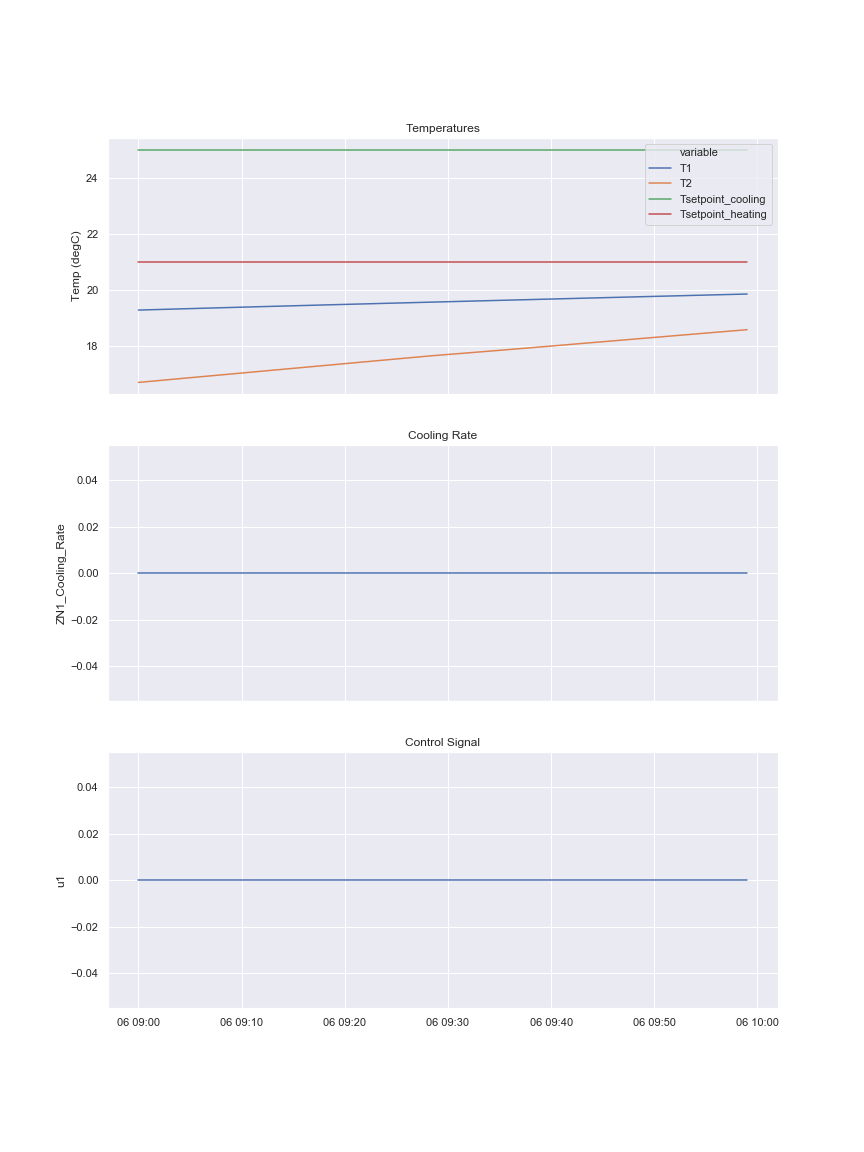 Temperatures
Temp (degC)
24
22
20
18
variable
T1
T2
Tsetpoint_cooling
Tsetpoint_heating
Cooling Rate
ZN1_Cooling_Rate
0.04
0.02
0.00
−0.02
−0.04
Control Signal
u1
0.04
0.02
0.00
−0.02
−0.04
06 09:00 06 09:10 06 09:20 06 09:30 06 09:40 06 09:50 06 10:00